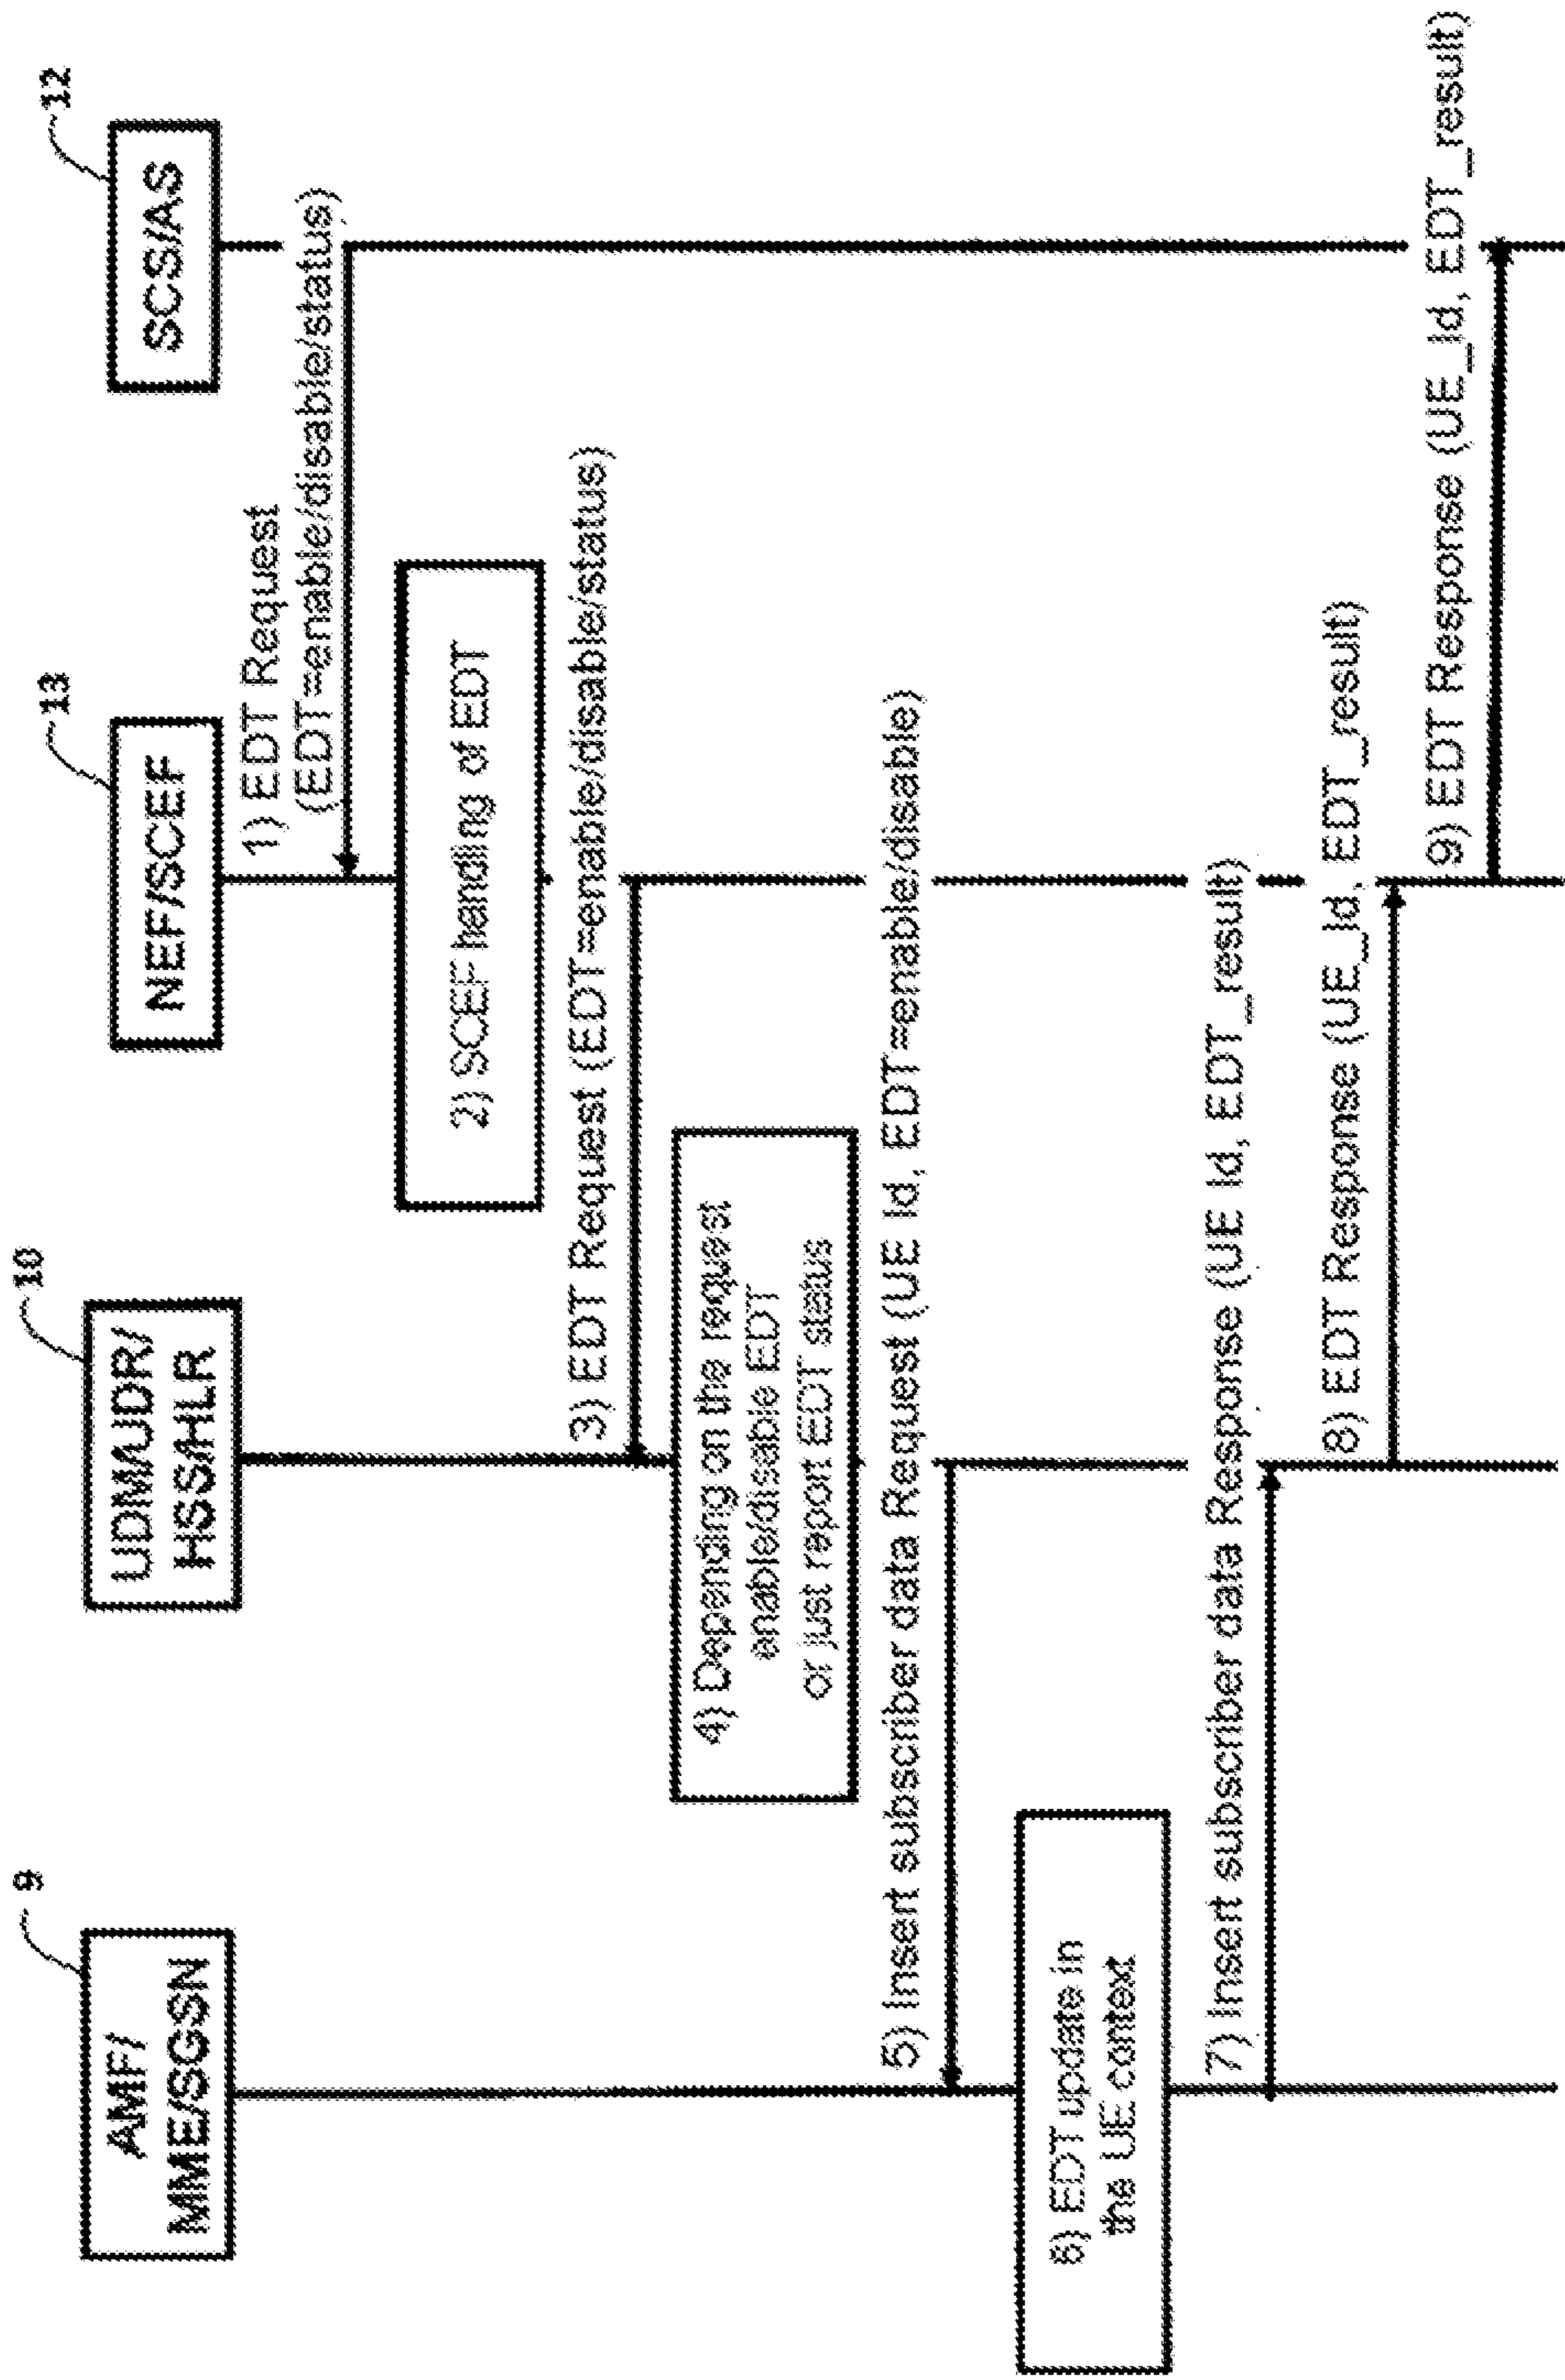 9
AMF/
MME/SGSN
10
UDM/UDR/
HSS/HLR
13
NEF/SCEF
12
SCS/AS
1) EDT Request
(EDT=enable/disable/status)
2) SCEF handling of EDT
3) EDT Request (EDT=enable/disable/status)
4) Depending on the request
enable/disable EDT
or just report EDT status
5) Insert subscriber data Request (UE Id, EDT=enable/disable)
6) EDT update in
the UE context
7) Insert subscriber data Response (UE Id, EDT_result)
8) EDT Response (UE_Id, EDT_result)
9) EDT Response (UE_Id, EDT_result)